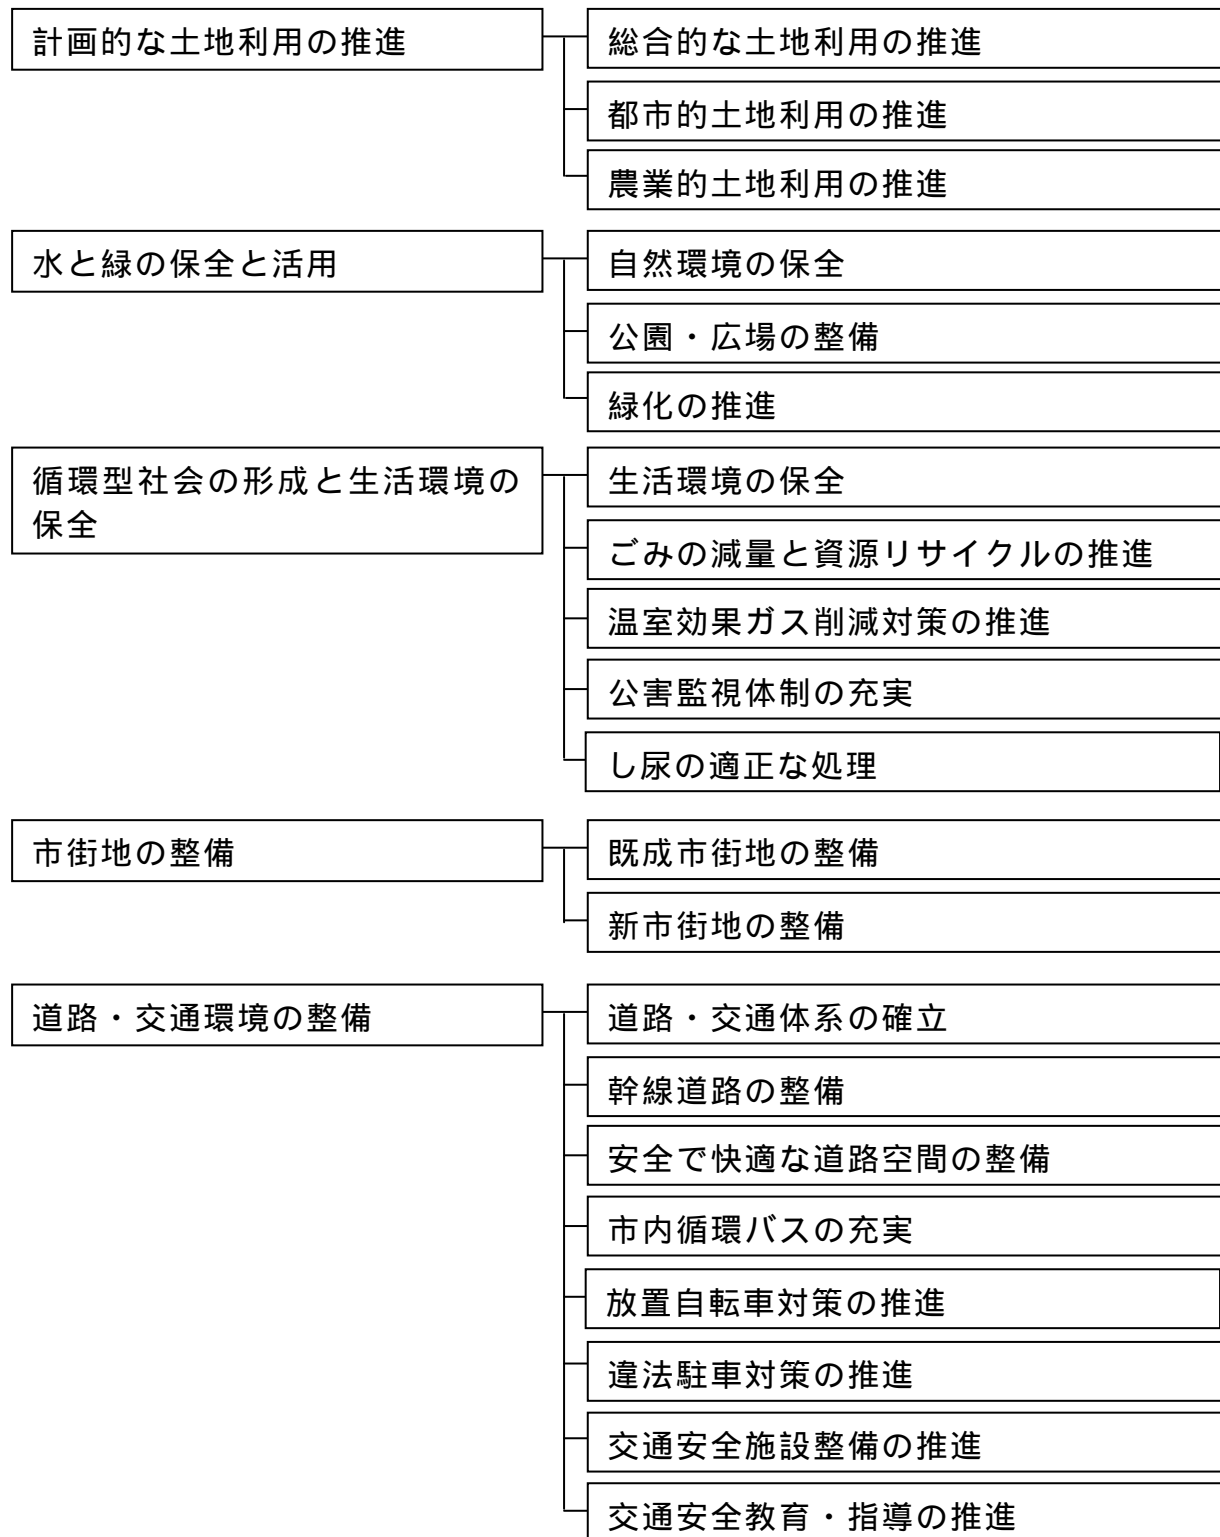 計画的な土地利用の推進
総合的な土地利用の推進
都市的土地利用の推進
農業的土地利用の推進
水と緑の保全と活用
自然環境の保全
公園・広場の整備
緑化の推進
循環型社会の形成と生活環境の
保全
生活環境の保全
ごみの減量と資源リサイクルの推進
温室効果ガス削減対策の推進
公害監視体制の充実
し尿の適正な処理
市街地の整備
既成市街地の整備
新市街地の整備
道路・交通環境の整備
道路・交通体系の確立
幹線道路の整備
安全で快適な道路空間の整備
市内循環バスの充実
放置自転車対策の推進
違法駐車対策の推進
交通安全施設整備の推進
交通安全教育・指導の推進